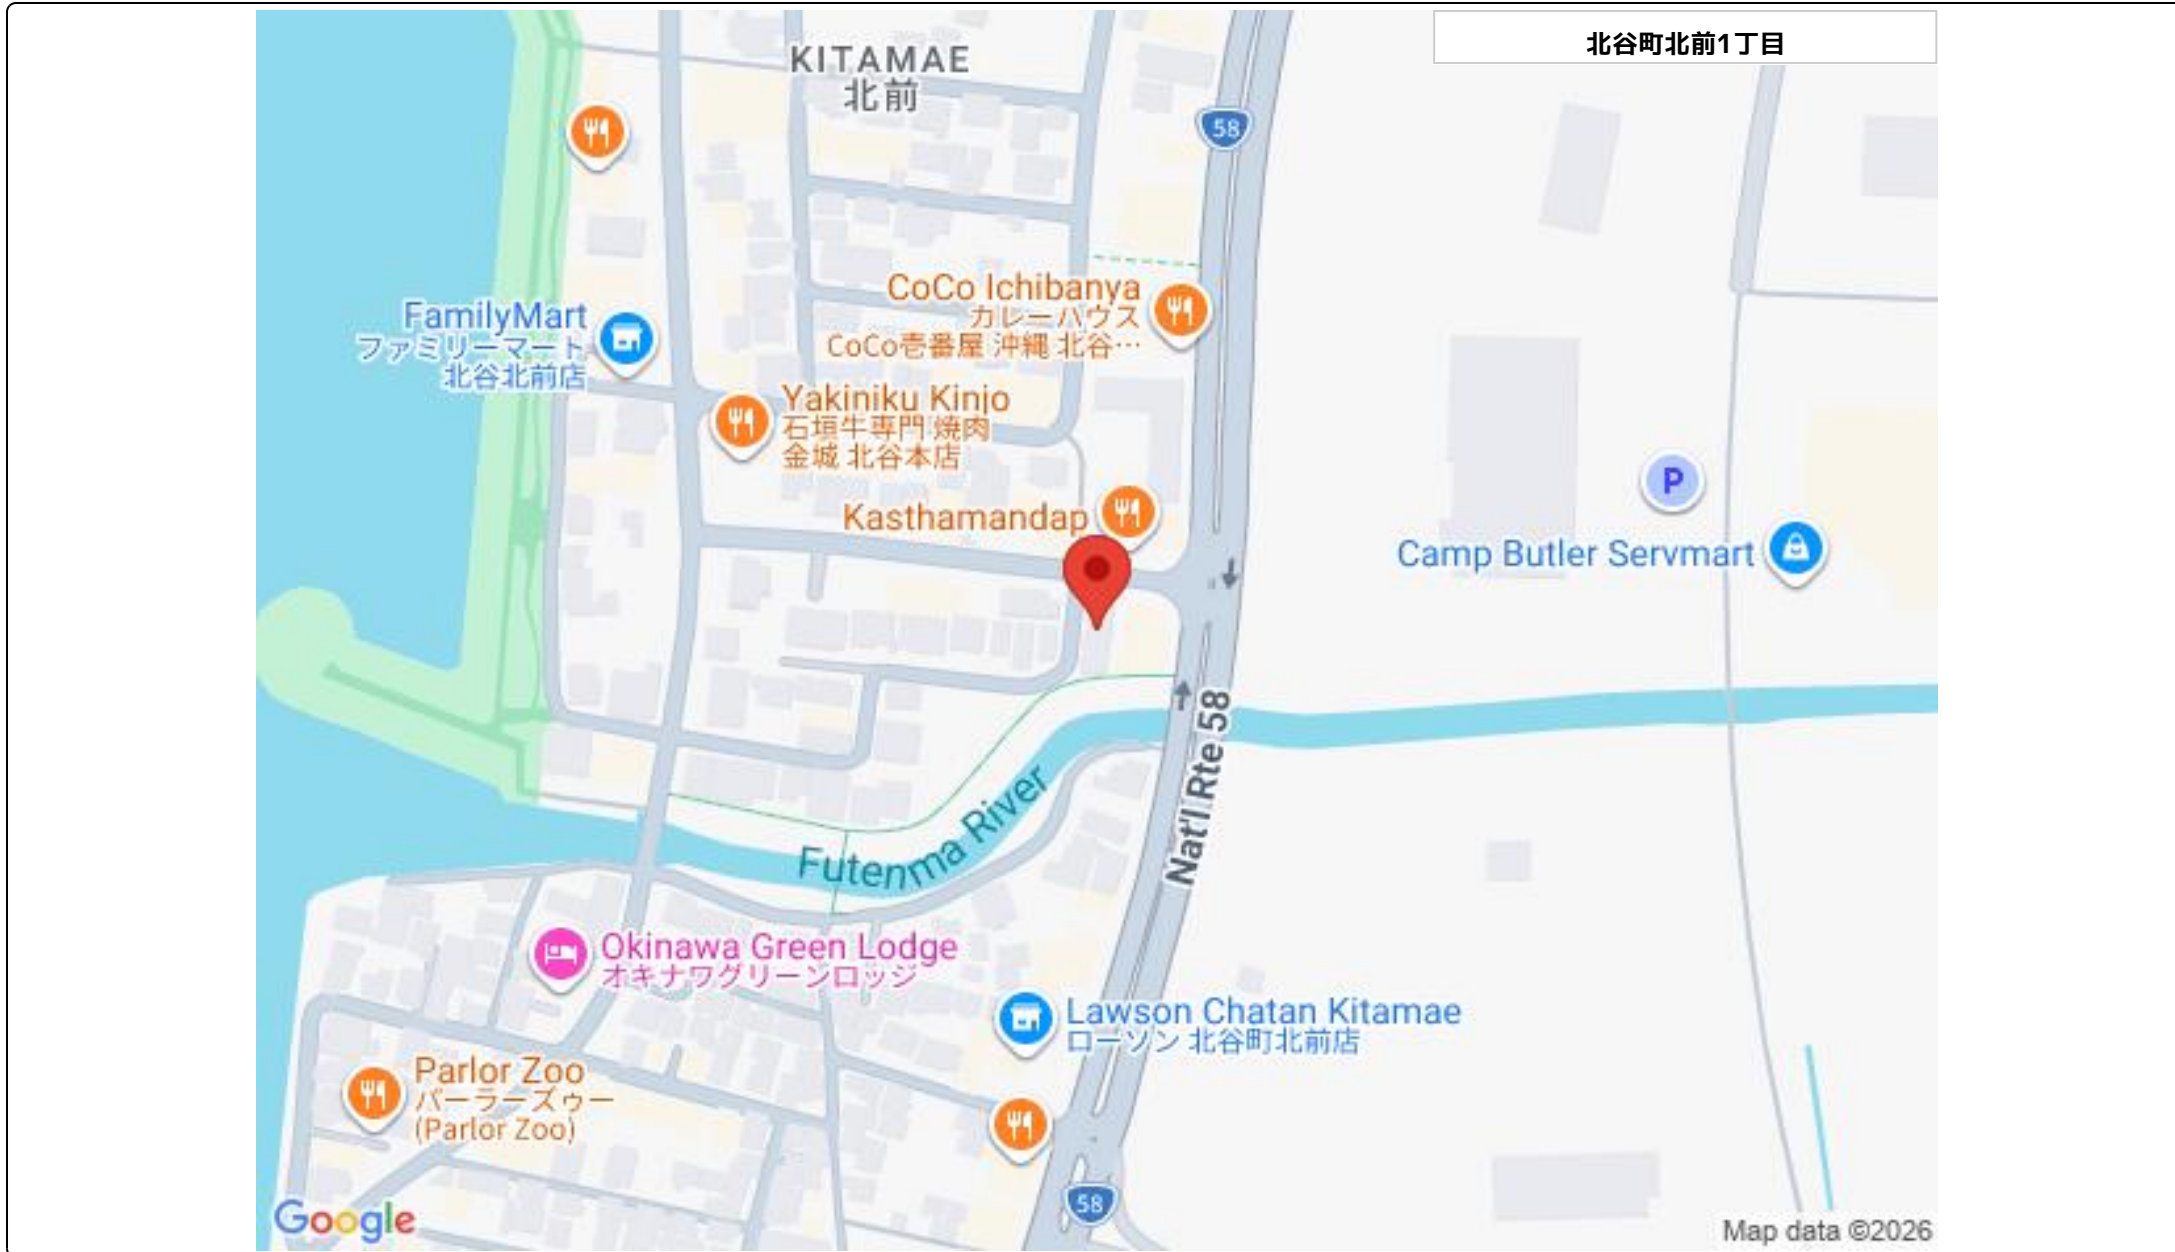 北谷町北前1丁目
KITAMAE
北前
58
CoCo Ichibanya
カレーハウス
CoCo壱番屋 沖縄 北谷…
FamilyMart
ファミリーマート
北谷北前店
Yakiniku Kinjo
石垣牛専門 焼肉
金城 北谷本店
P
Kasthamandap
Camp Butler Servmart
Nat'l Rte 58
Futenma River
Okinawa Green Lodge
オキナワグリーンロッジ
Lawson Chatan Kitamae
ローソン 北谷町北前店
Parlor Zoo
パーラーズゥー
(Parlor Zoo)
58
Google
Map data ©2026